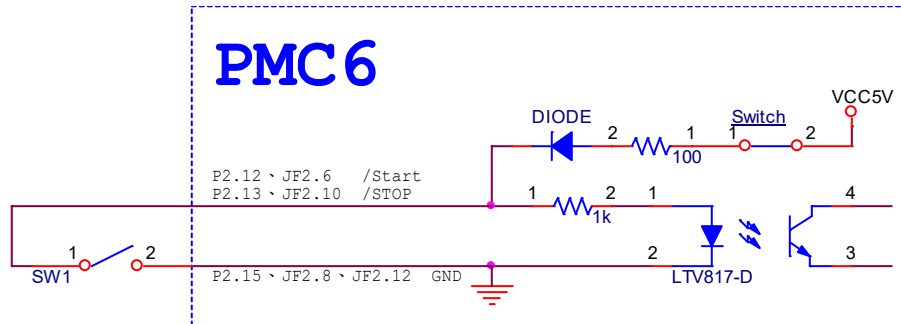 PMC6
VCC5V
DIODE
Switch
2
1
1
2
100
P2.12、JF2.6 /Start
P2.13、JF2.10 /STOP
1
2
1
4
1k
1
2
2
3
SW1
P2.15、JF2.8、JF2.12 GND
LTV817-D